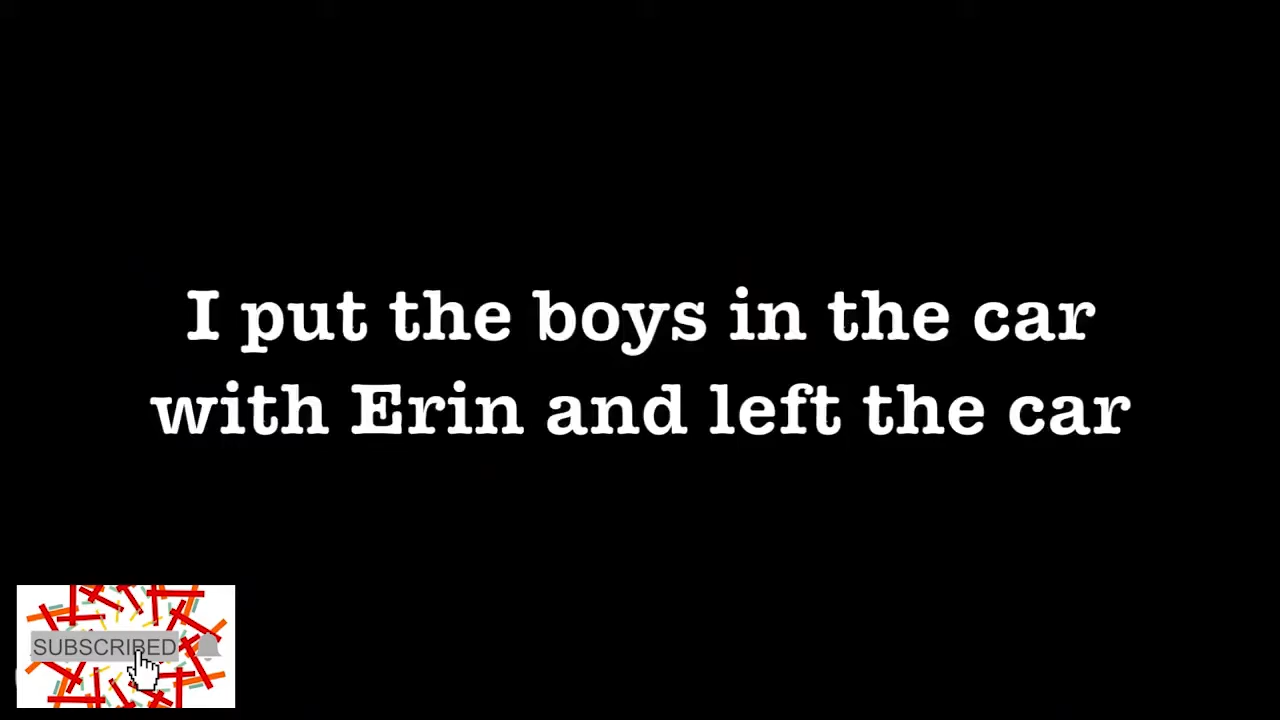 I put the boys in the car
with Erin and left the car
SUBSCRIBED